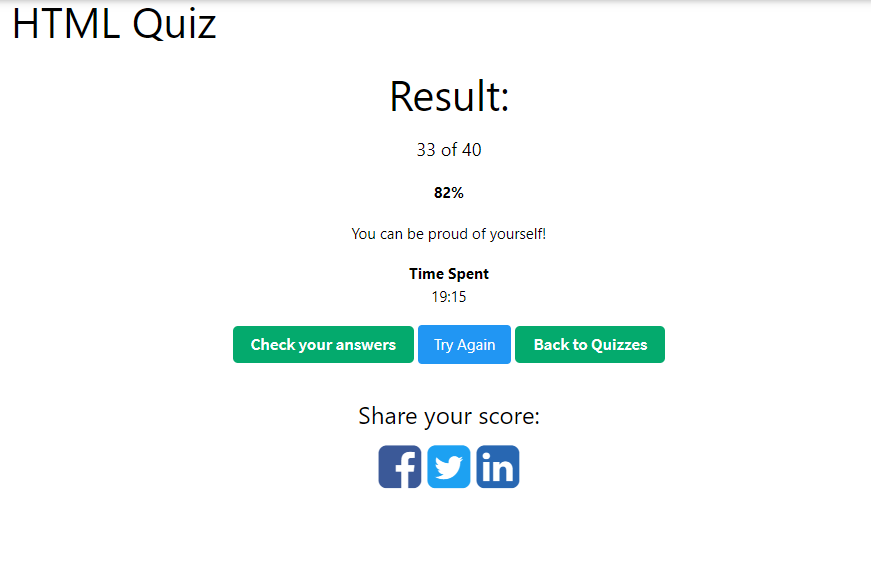 HTML Quiz
Result:
33 of 40
82%
You can be proud of yourself!
Time Spent
19:15
Check your answers Try Again Back to Quizzes
Share your score: